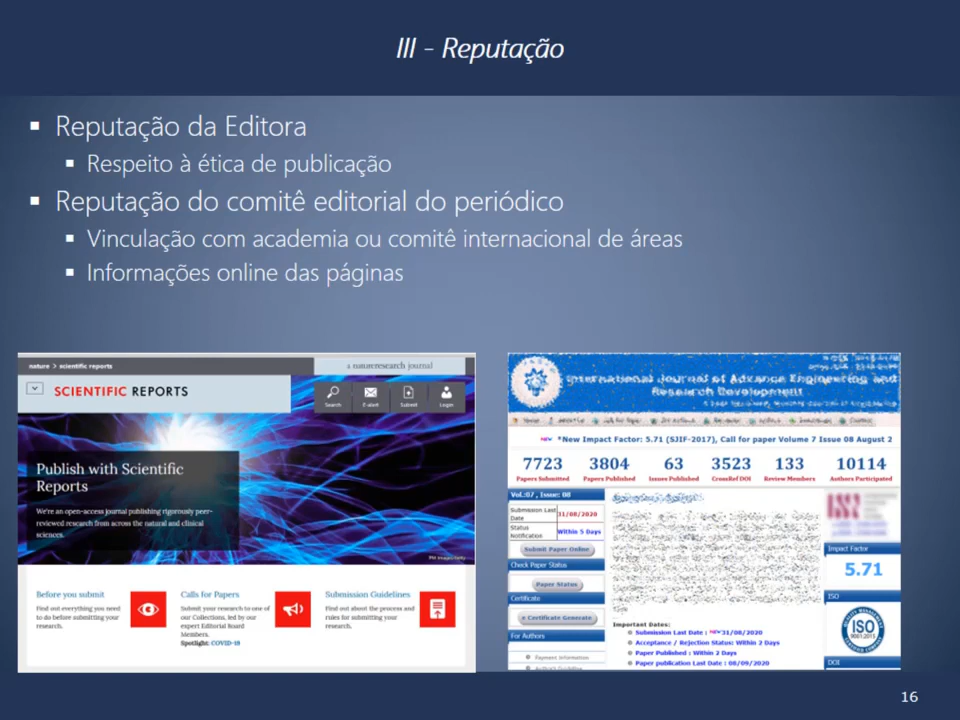 III - Reputação
Reputação da Editora
Respeito à ética de publicação
Reputação do comitê editorial do periódico
Vinculação com academia ou comitê internacional de áreas
Informações online das páginas
nature > scientific reports
a natureresearch journal
SCIENTIFIC REPORTS
Search
E-alert
Submit
Login
Publish with Scientific
Reports
We're an open-access journal publishing rigorously peer-
reviewed research from across the natural and clinical
sciences.
Before you submit
Find out everything you need
to do before submitting your
research.
Calls for Papers
Submit your research to one of
our Collections, led by our
expert Editorial Board
Members.
Spotlight: COVID-19
Submission Guidelines
Find out about the process and
rules for submitting your
research.
International Journal of Advance Engineering and
Research Development
*New Impact Factor: 5.71 (SJIF-2017), Call for paper Volume 7 Issue 08 August 2
7723 3804 63 3523 133 10114
Papers Submitted Papers Published Issues Published CrossRef DOI Review Members Authors Participated
Vol.:07 , Issue: 08
Submission Last
Date
31/08/2020
Status
Notification
Within 5 Days
Submit Paper Online
Check Paper Status
Paper Status
Certificate
e Certificate Generate
For Authors
Payment Information
Author's Guideline
Important Dates:
Submission Last Date : 31/08/2020
Acceptance / Rejection Status: Within 2 Days
Paper Published : Within 2 Days
Paper publication Last Date : 08/09/2020
Impact Factor
5.71
ISO
ISO
9001:2015
DOI
16